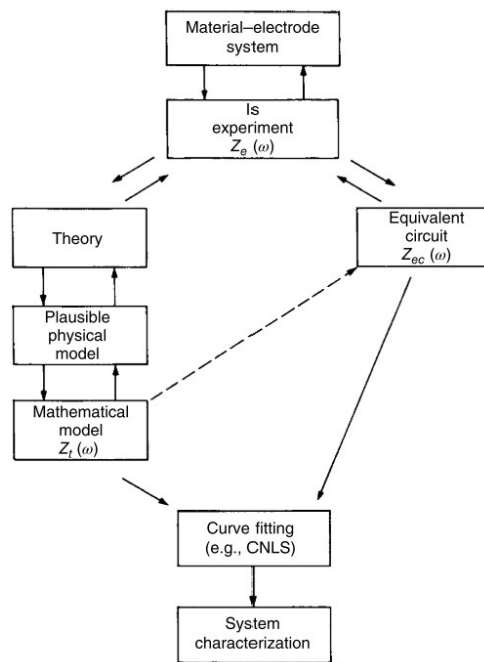 Material–electrode
system
Is
experiment
Z_e (ω)
Theory
Equivalent
circuit
Z_ec (ω)
Plausible
physical
model
Mathematical
model
Z_t (ω)
Curve fitting
(e.g., CNLS)
System
characterization